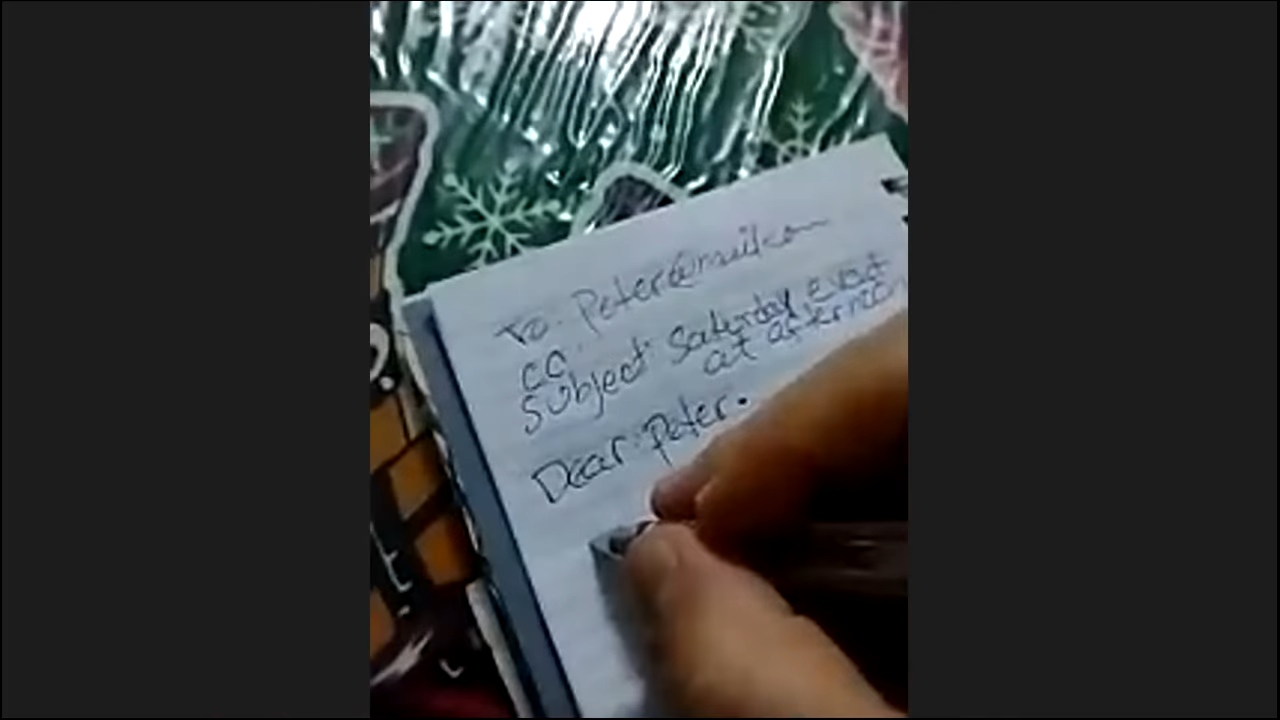 To: Peter@mail.com
CC:
Subject: Saturday event
at afternoon
Dear: Peter.